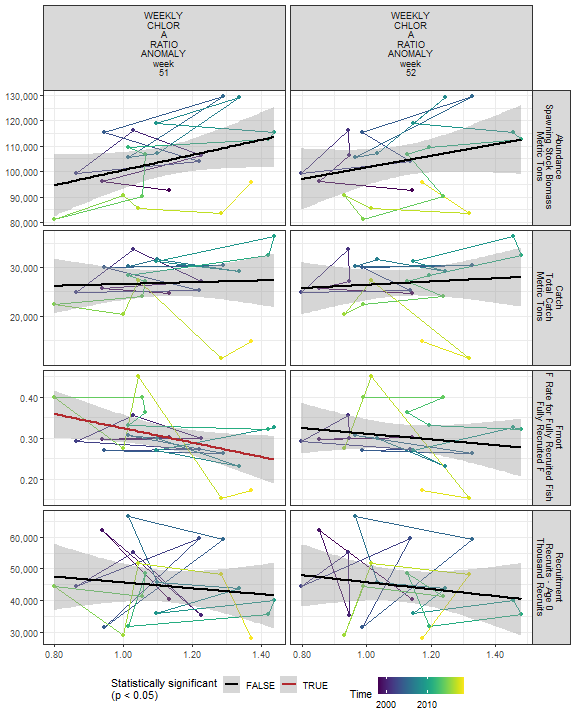 WEEKLY
CHLOR
A
RATIO
ANOMALY
week
51
WEEKLY
CHLOR
A
RATIO
ANOMALY
week
52
130,000
120,000
110,000
100,000
90,000
80,000
Abundance
Spawning Stock Biomass
Metric Tons
30,000
20,000
Catch
Total Catch
Metric Tons
0.40
0.30
0.20
Fmort
F Rate for Fully Recruited Fish
Fully Recruited F
60,000
50,000
40,000
30,000
Recruitment
Recruits - Age 0
Thousand Recruits
0.80 1.00 1.20 1.40
0.80 1.00 1.20 1.40
Statistically significant
(p < 0.05)
FALSE
TRUE
Time
2000 2010